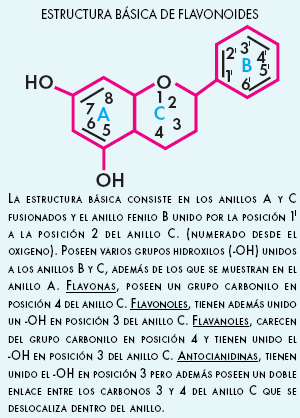 ESTRUCTURA BÁSICA DE FLAVONOIDES
HO
O
OH
A
B
C
8
7
6
5
1
2
3
4
2'
3'
4'
1'
5'
6'
LA ESTRUCTURA BÁSICA CONSISTE EN LOS ANILLOS A Y C
FUSIONADOS Y EL ANILLO FENILO B UNIDO POR LA POSICIÓN 1'
A LA POSICIÓN 2 DEL ANILLO C. (NUMERADO DESDE EL
OXIGENO). POSEEN VARIOS GRUPOS HIDROXILOS (-OH) UNIDOS
A LOS ANILLOS B Y C, ADEMÁS DE LOS QUE SE MUESTRAN EN EL
ANILLO A. FLAVONAS, POSEEN UN GRUPO CARBONILO EN
POSICIÓN 4 DEL ANILLO C. FLAVONOLES, TIENEN ADEMÁS UNIDO
UN -OH EN POSICIÓN 3 DEL ANILLO C. FLAVANOLES, CARECEN
DEL GRUPO CARBONILO EN POSICIÓN 4 Y TIENEN UNIDO EL
-OH EN POSICIÓN 3 DEL ANILLO C. ANTOCIANIDINAS, TIENEN
UNIDO EL -OH EN POSICIÓN 3 PERO ADEMÁS POSEEN UN DOBLE
ENLACE ENTRE LOS CARBONOS 3 Y 4 DEL ANILLO C QUE SE
DESLOCALIZA DENTRO DEL ANILLO.